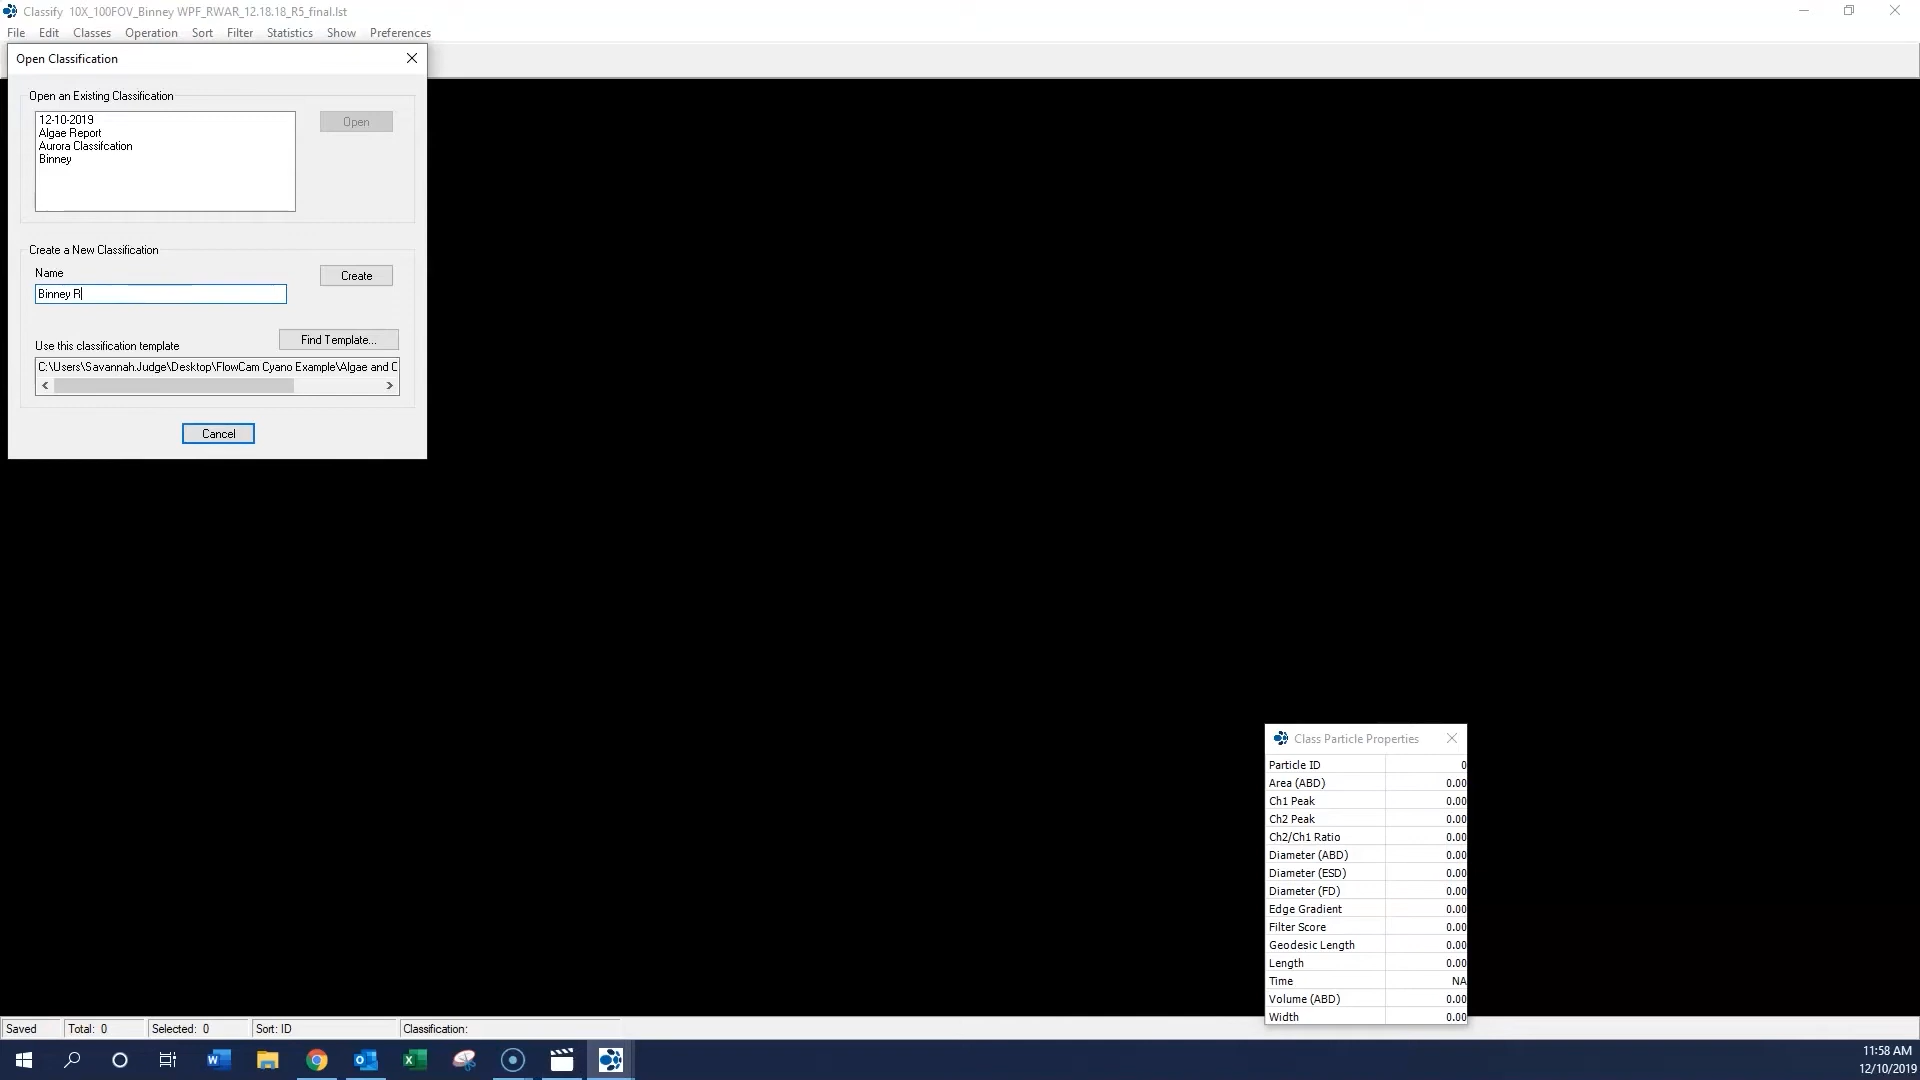 Classify 10X_100FOV_Binney WPF_RWAR_12.18.18_R5_final.lst
File Edit Classes Operation Sort Filter Statistics Show Preferences
Open Classification
Open an Existing Classification
12-10-2019
Algae Report
Aurora Classifcation
Binney
Open
Create a New Classification
Name
Create
Binney R
Find Template...
Use this classification template
C:\Users\Savannah.Judge\Desktop\FlowCam Cyano Example\Algae and C
Cancel
Class Particle Properties
Particle ID 0
Area (ABD) 0.00
Ch1 Peak 0.00
Ch2 Peak 0.00
Ch2/Ch1 Ratio 0.00
Diameter (ABD) 0.00
Diameter (ESD) 0.00
Diameter (FD) 0.00
Edge Gradient 0.00
Filter Score 0.00
Geodesic Length 0.00
Length 0.00
Time NA
Volume (ABD) 0.00
Width 0.00
Saved Total: 0 Selected: 0 Sort: ID Classification:
11:58 AM
12/10/2019